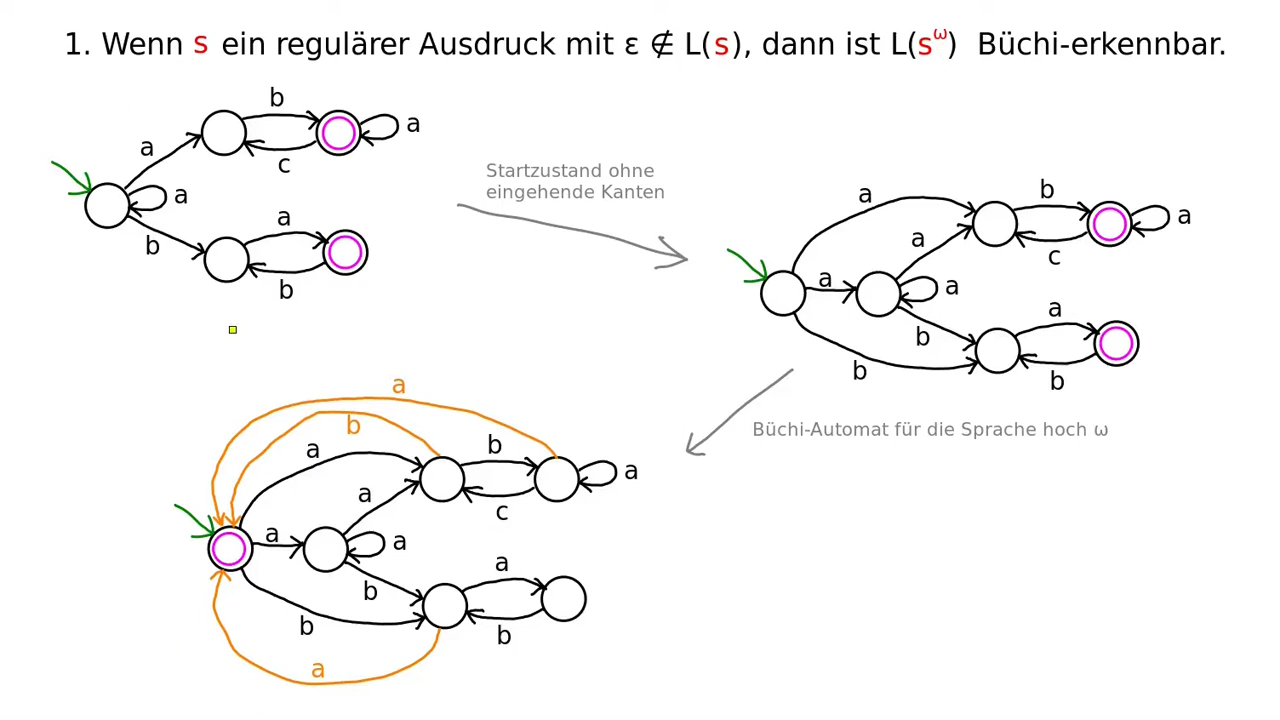 1. Wenn s ein regulärer Ausdruck mit ε ∉ L(s), dann ist L(sω) Büchi-erkennbar.
b
a
c
a
a
b
a
b
Startzustand ohne
eingehende Kanten
a
b
a
c
a
a
a
b
a
b
b
Büchi-Automat für die Sprache hoch ω
a
b
a
b
a
c
a
a
a
b
a
b
b
a